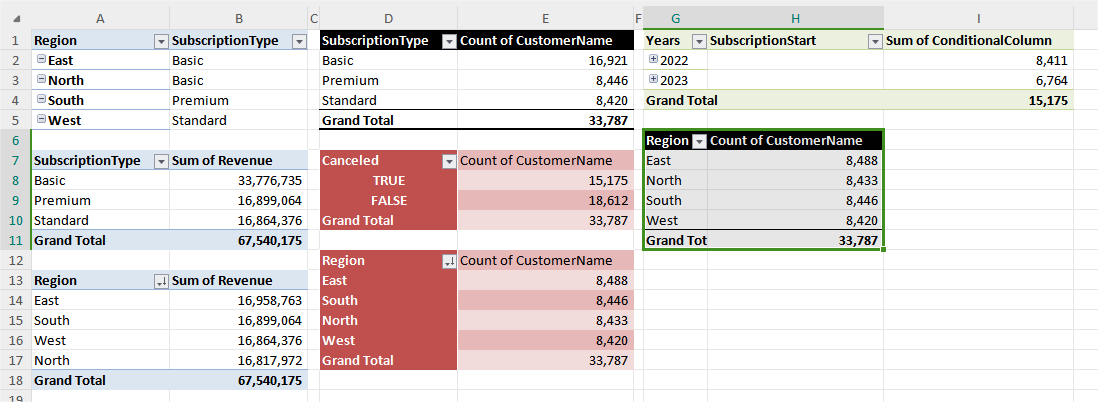 A B C D E F G H I
1 Region SubscriptionType SubscriptionType Count of CustomerName Years SubscriptionStart Sum of ConditionalColumn
2 East Basic Basic 16,921 2022 8,411
3 North Basic Premium 8,446 2023 6,764
4 South Premium Standard 8,420 Grand Total 15,175
5 West Standard Grand Total 33,787
6 Region Count of CustomerName
7 SubscriptionType Sum of Revenue Canceled Count of CustomerName East 8,488
8 Basic 33,776,735 TRUE 15,175 North 8,433
9 Premium 16,899,064 FALSE 18,612 South 8,446
10 Standard 16,864,376 Grand Total 33,787 West 8,420
11 Grand Total 67,540,175 Grand Tot 33,787
12 Region Count of CustomerName
13 Region Sum of Revenue East 8,488
14 East 16,958,763 South 8,446
15 South 16,899,064 North 8,433
16 West 16,864,376 West 8,420
17 North 16,817,972 Grand Total 33,787
18 Grand Total 67,540,175
19